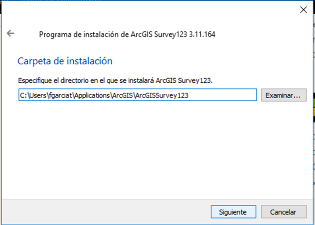 Programa de instalación de ArcGIS Survey123 3.11.164
Carpeta de instalación
Especifique el directorio en el que se instalará ArcGIS Survey123.
C:\Users\fgarciat\Applications\ArcGIS\ArcGISSurvey123
Examinar...
Siguiente
Cancelar